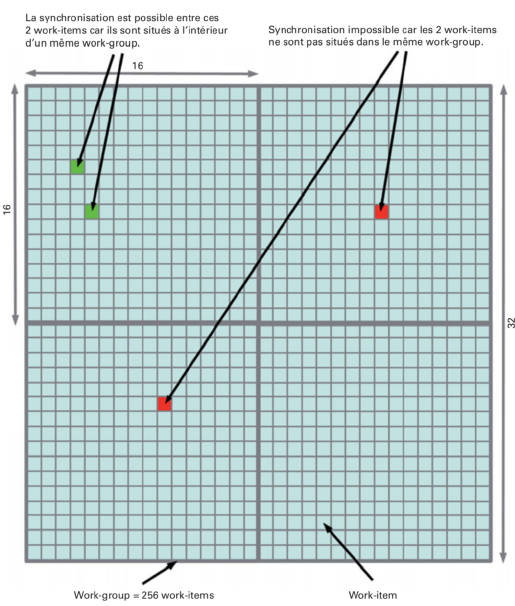 La synchronisation est possible entre ces
2 work-items car ils sont situés à l'intérieur
d'un même work-group.
Synchronisation impossible car les 2 work-items
ne sont pas situés dans le même work-group.
16
16
32
Work-group = 256 work-items
Work-item